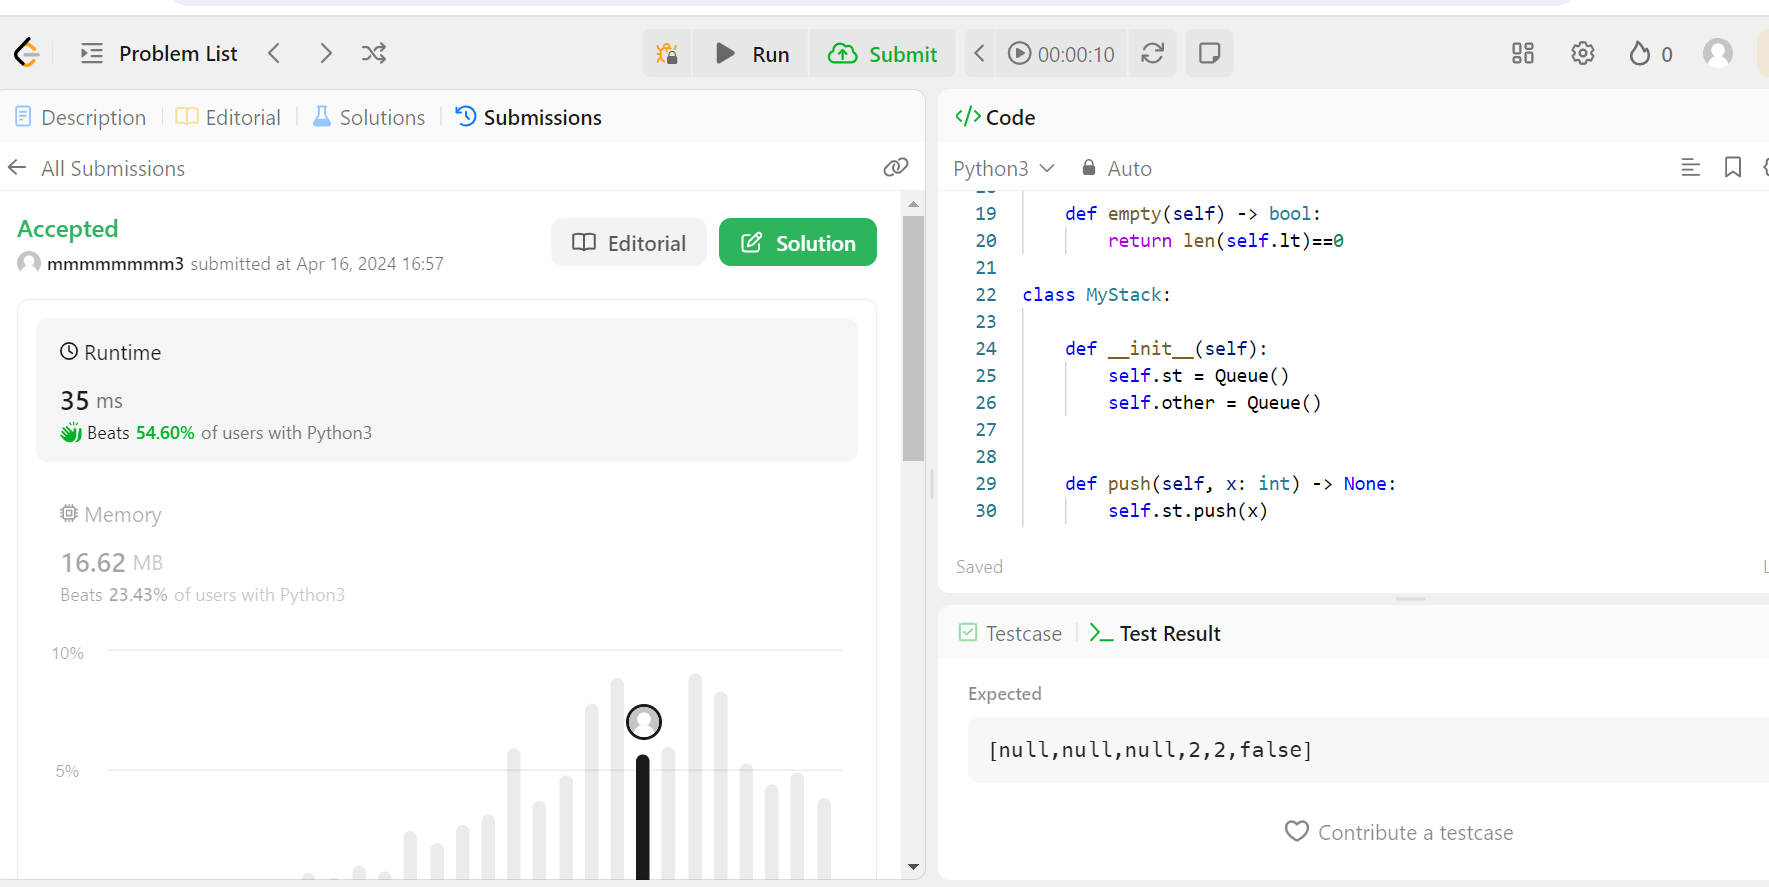 Problem List
Run
Submit
00:00:10
0
Description
Editorial
Solutions
Submissions
All Submissions
Accepted
mmmmmmmm3 submitted at Apr 16, 2024 16:57
Editorial
Solution
Runtime
35 ms
Beats 54.60% of users with Python3
Memory
16.62 MB
Beats 23.43% of users with Python3
10%
5%
</> Code
Python3
Auto
19 def empty(self) -> bool:
20 return len(self.lt)==0
21
22 class MyStack:
23
24 def __init__(self):
25 self.st = Queue()
26 self.other = Queue()
27
28
29 def push(self, x: int) -> None:
30 self.st.push(x)
Saved
Testcase
Test Result
Expected
[null,null,null,2,2,false]
Contribute a testcase